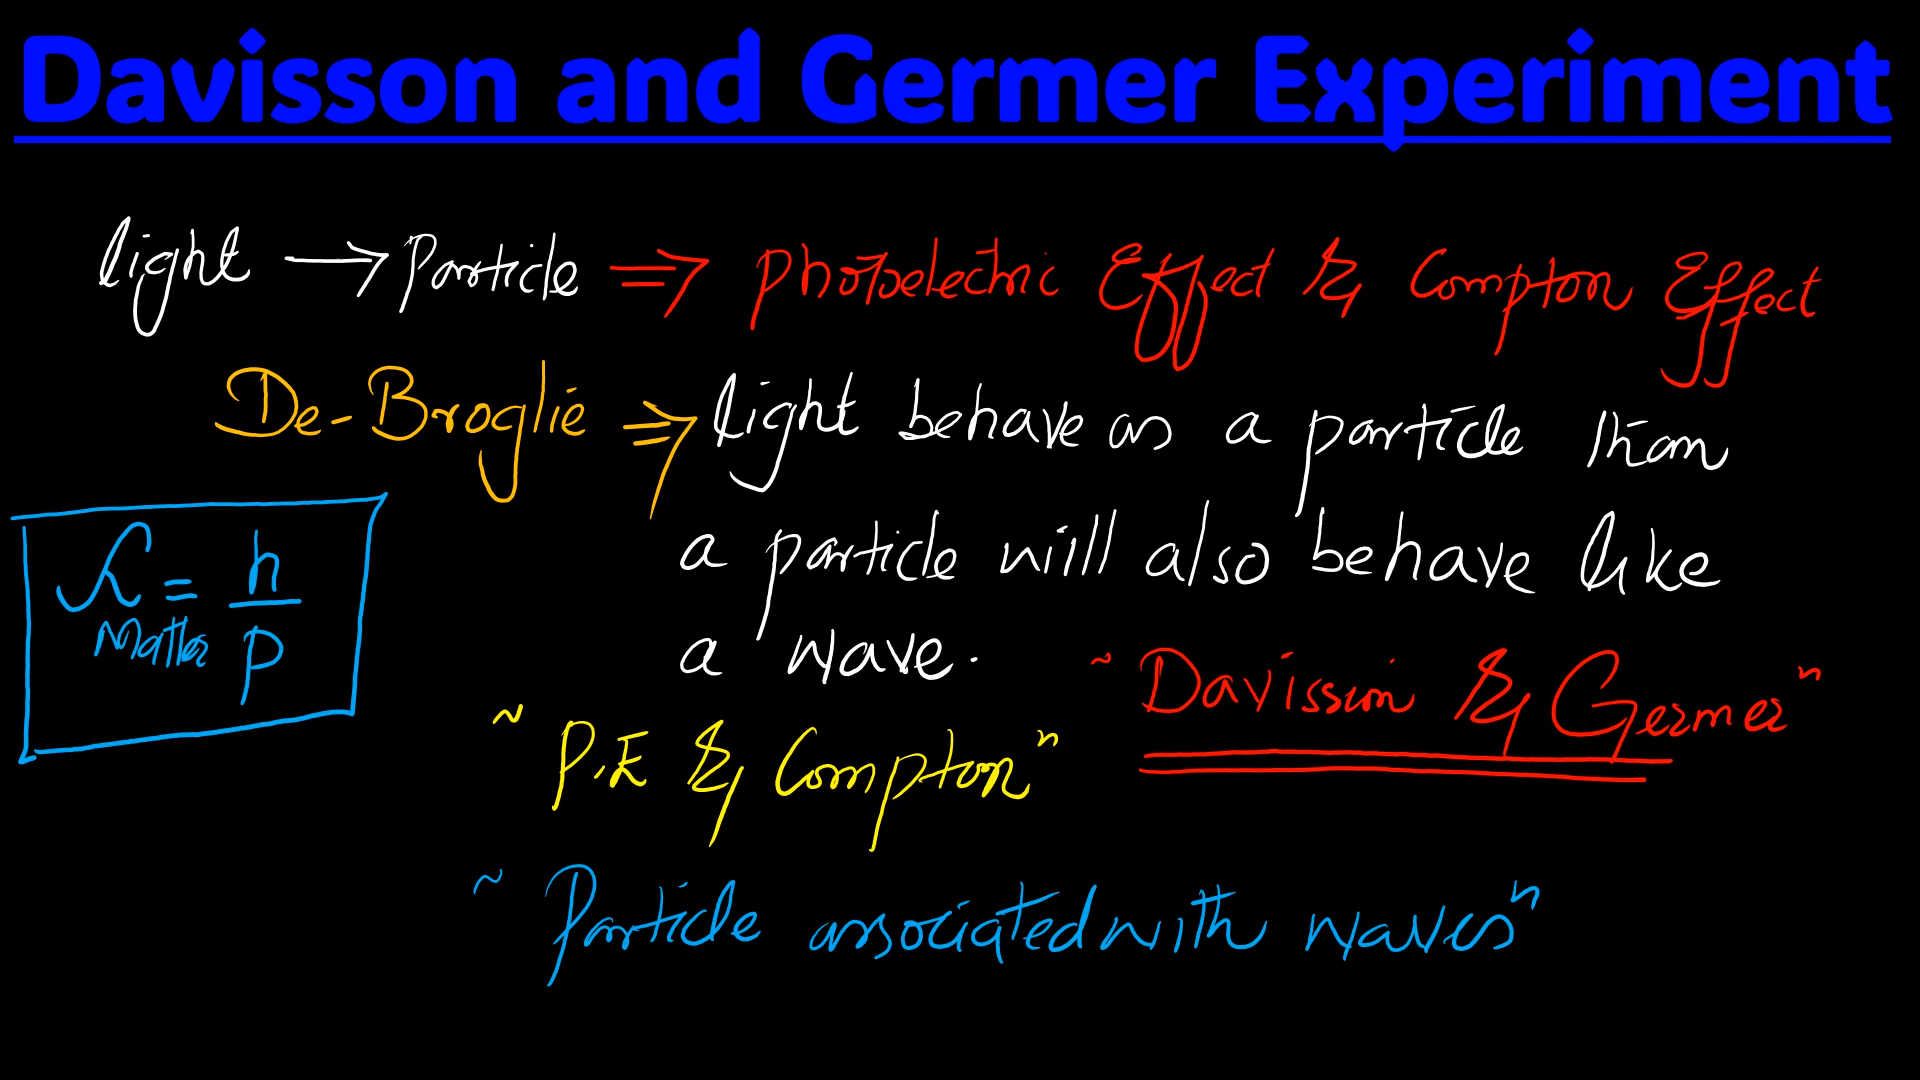 Davisson and Germer Experiment
light → Particle ⇒ Photoelectric Effect & Compton Effect
De-Broglie ⇒ light behave as a particle than
a particle will also behave like
a wave.
λ = h/p
Matter
"Davisson & Germer"
"P.E & Compton"
"Particle associated with waves"